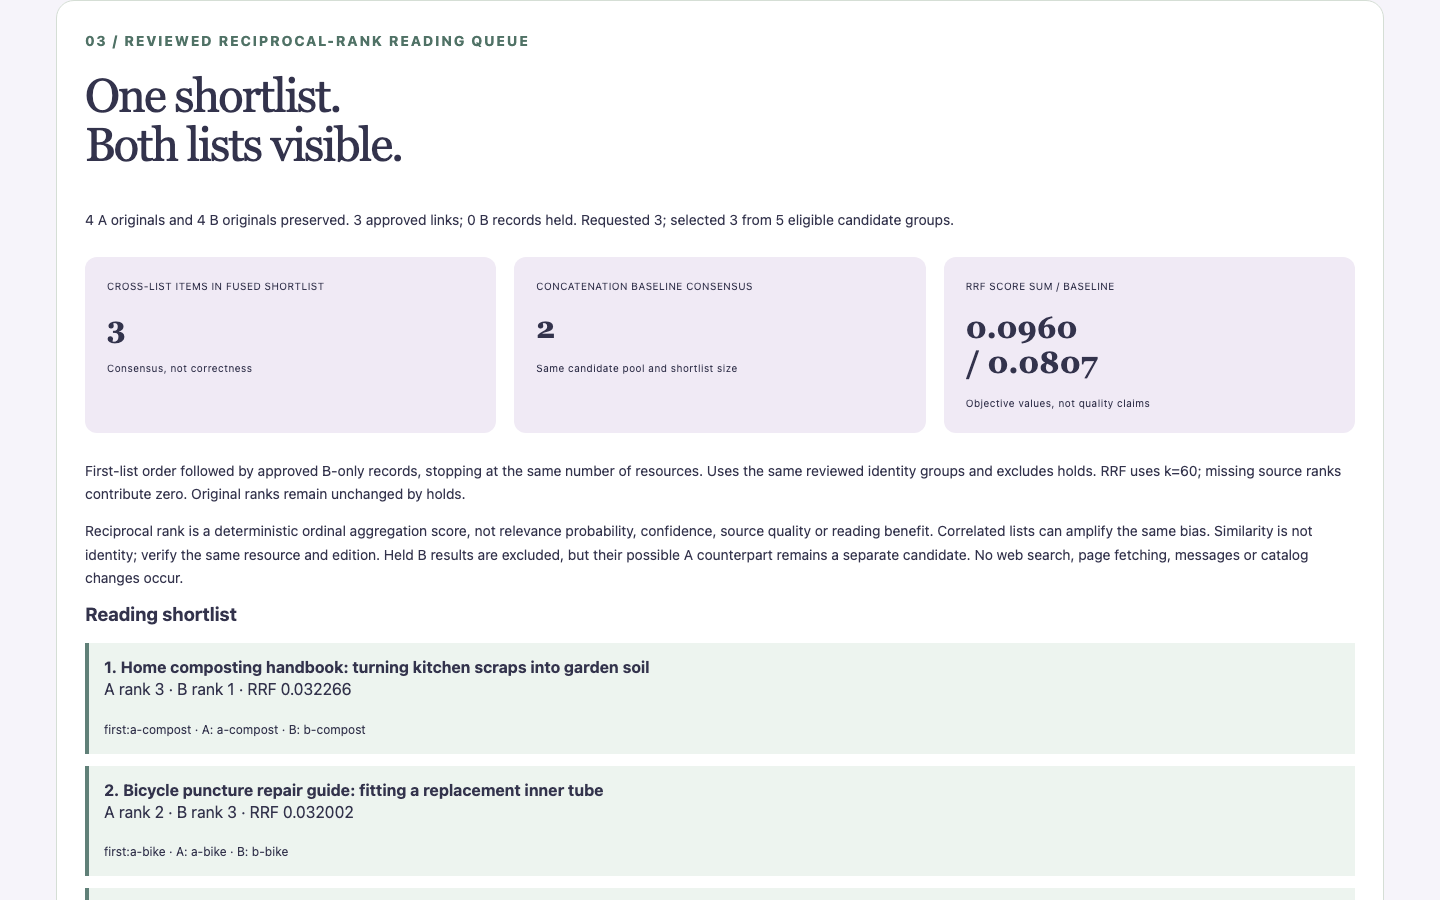 03 / REVIEWED RECIPROCAL-RANK READING QUEUE
One shortlist.
Both lists visible.
4 A originals and 4 B originals preserved. 3 approved links; 0 B records held. Requested 3; selected 3 from 5 eligible candidate groups.
CROSS-LIST ITEMS IN FUSED SHORTLIST
3
Consensus, not correctness
CONCATENATION BASELINE CONSENSUS
2
Same candidate pool and shortlist size
RRF SCORE SUM / BASELINE
0.0960
/ 0.0807
Objective values, not quality claims
First-list order followed by approved B-only records, stopping at the same number of resources. Uses the same reviewed identity groups and excludes holds. RRF uses k=60; missing source ranks
contribute zero. Original ranks remain unchanged by holds.
Reciprocal rank is a deterministic ordinal aggregation score, not relevance probability, confidence, source quality or reading benefit. Correlated lists can amplify the same bias. Similarity is not
identity; verify the same resource and edition. Held B results are excluded, but their possible A counterpart remains a separate candidate. No web search, page fetching, messages or catalog
changes occur.
Reading shortlist
1. Home composting handbook: turning kitchen scraps into garden soil
A rank 3 · B rank 1 · RRF 0.032266
first:a-compost · A: a-compost · B: b-compost
2. Bicycle puncture repair guide: fitting a replacement inner tube
A rank 2 · B rank 3 · RRF 0.032002
first:a-bike · A: a-bike · B: b-bike